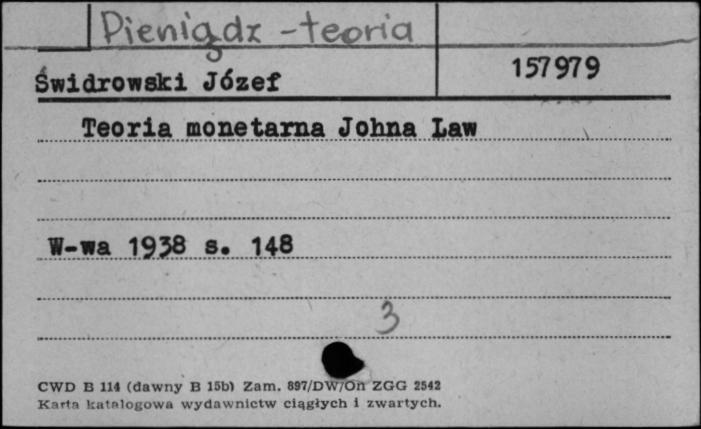 Pieniądz - teoria
Świdrowski Józef
157979
Teoria monetarna Johna Law
W-wa 1938 s. 148
3
CWD B 114 (dawny B 15b) Zam. 897/DW/On ZGG 2542
Karta katalogowa wydawnictw ciągłych i zwartych.